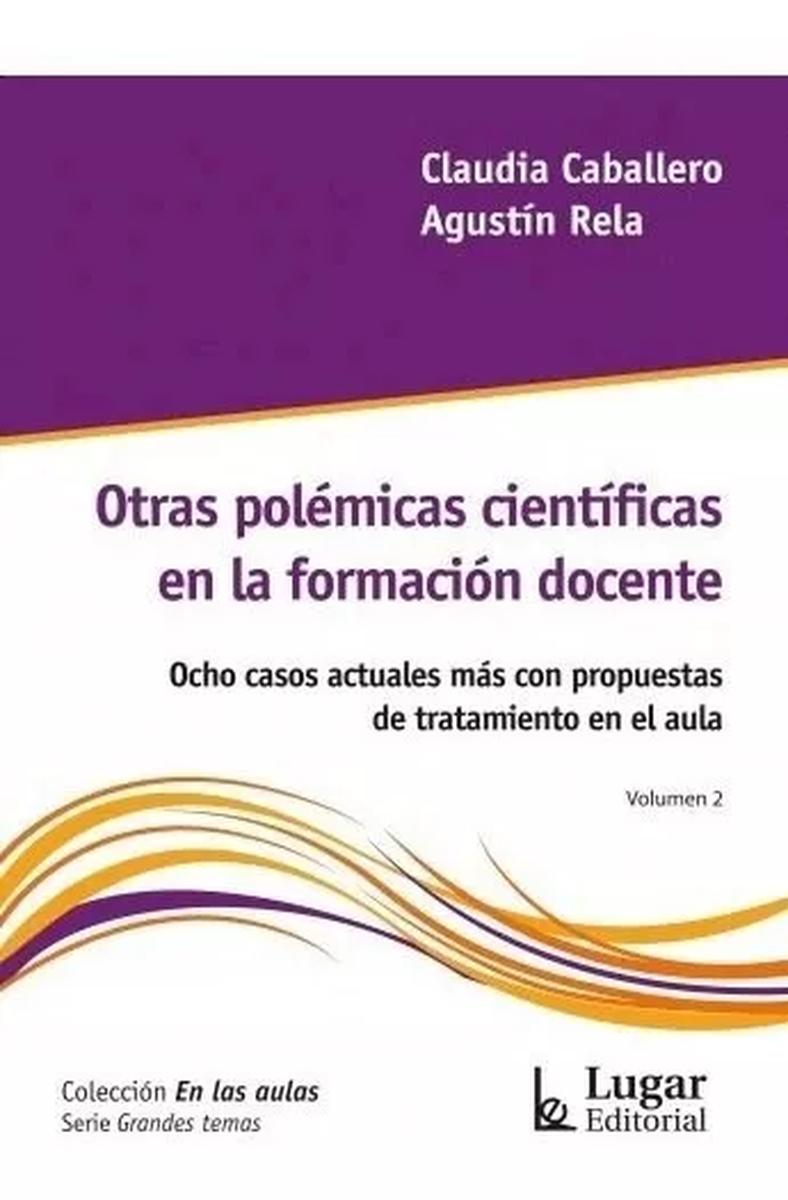 Claudia Caballero
Agustín Rela
Otras polémicas científicas
en la formación docente
Ocho casos actuales más con propuestas
de tratamiento en el aula
Volumen 2
Colección En las aulas
Serie Grandes temas
Le Lugar
Editorial